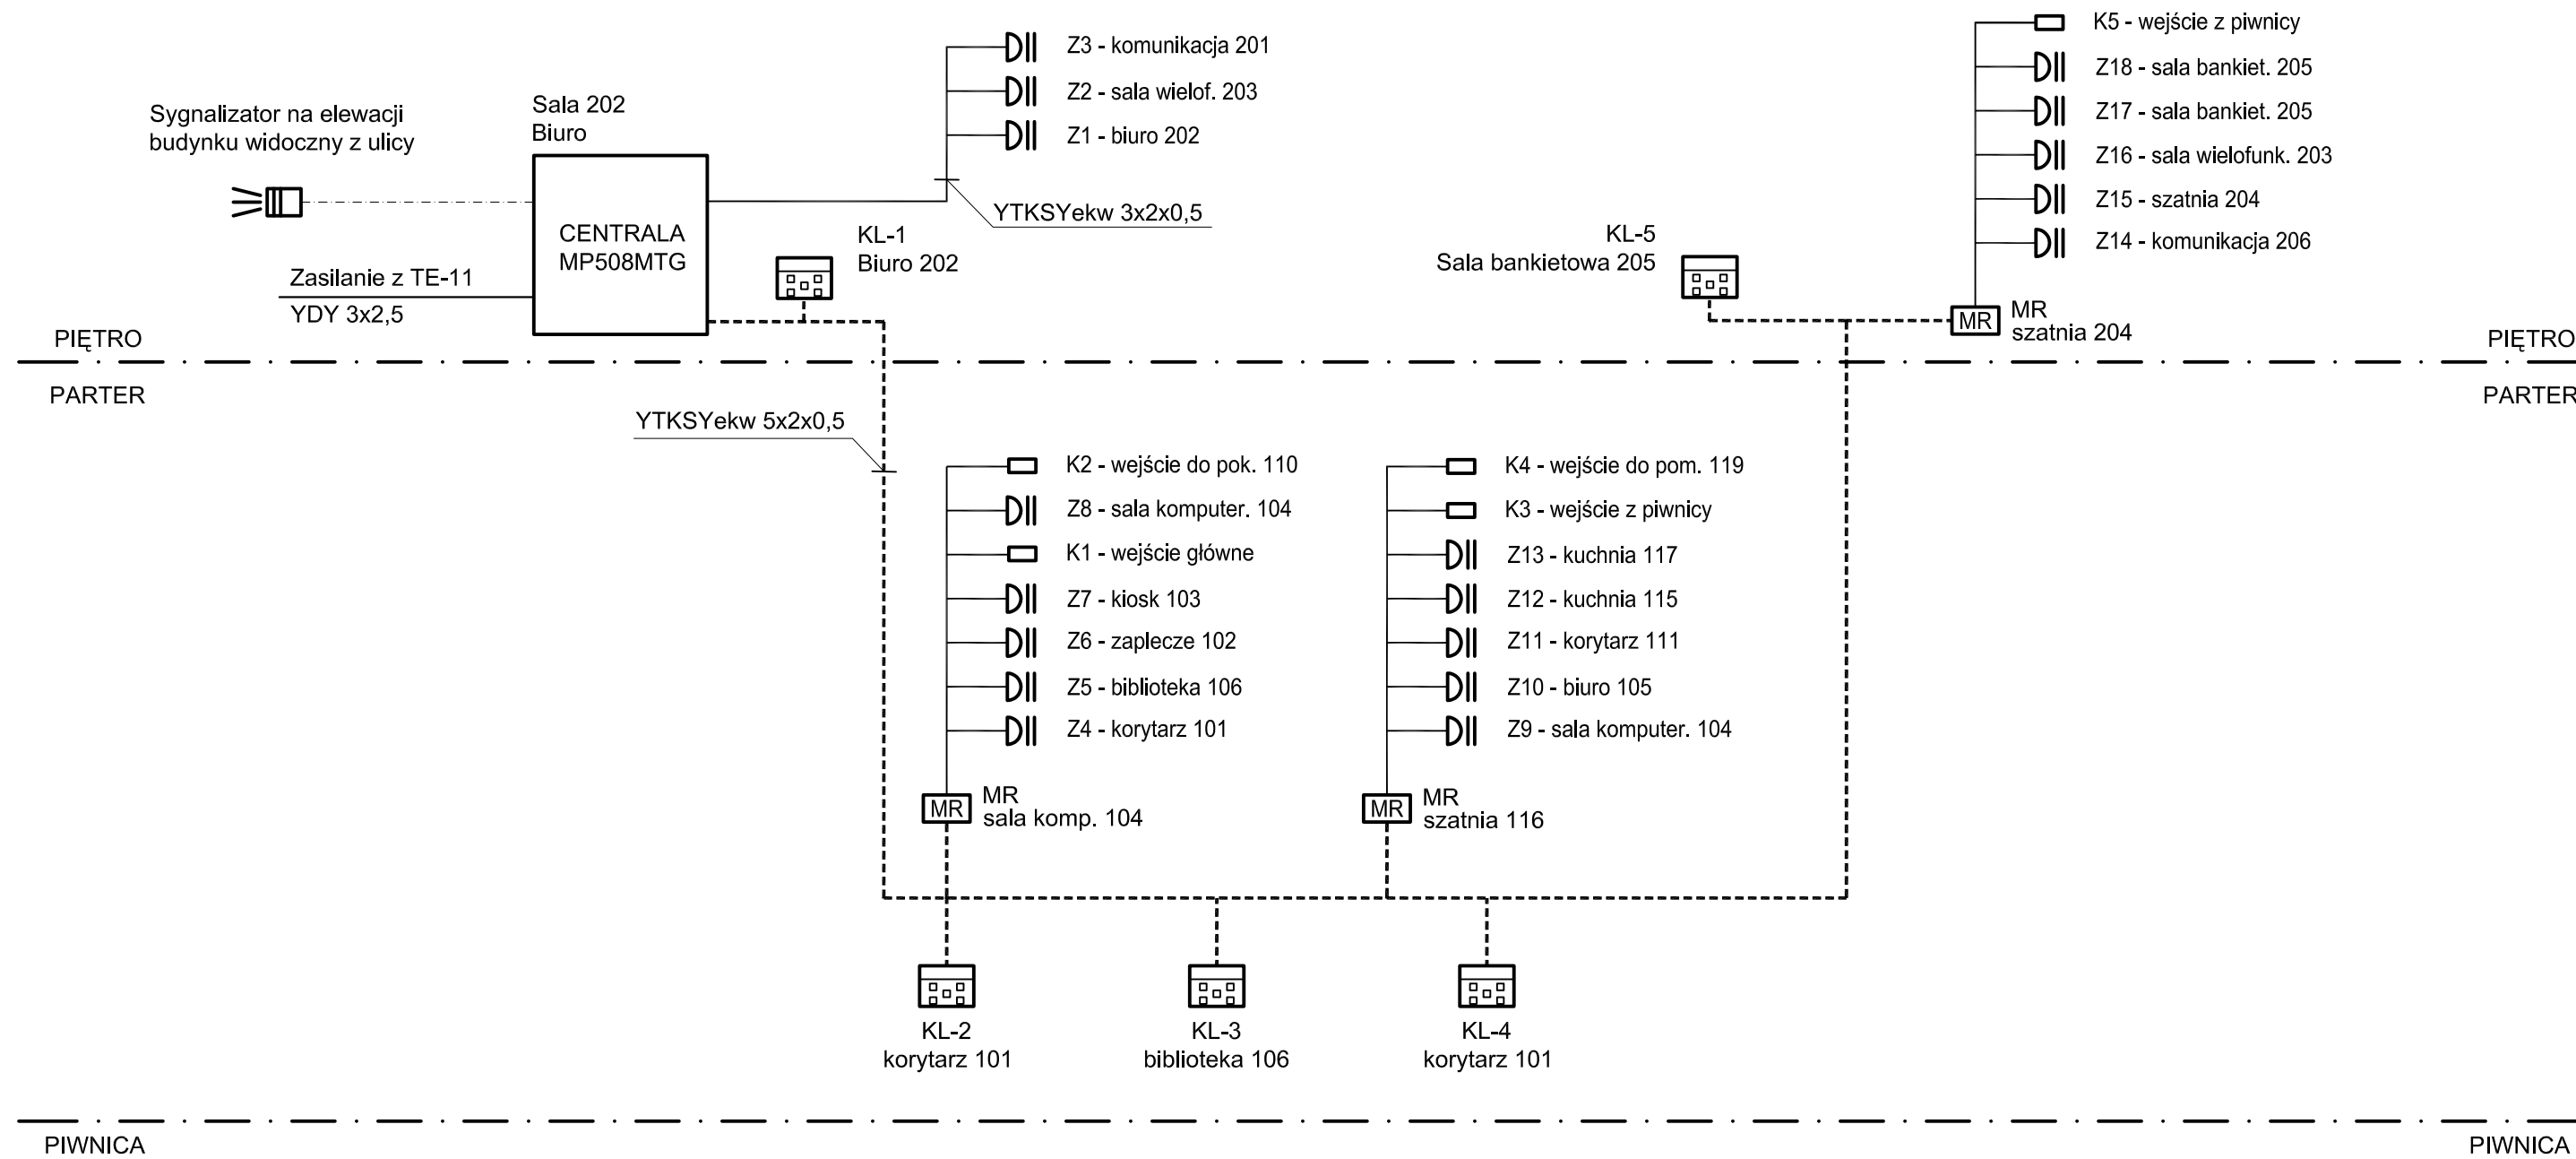 Sygnalizator na elewacji
budynku widoczny z ulicy
Sala 202
Biuro
CENTRALA
MP508MTG
Zasilanie z TE-11
YDY 3x2,5
Z3 - komunikacja 201
Z2 - sala wielof. 203
Z1 - biuro 202
YTKSYekw 3x2x0,5
KL-1
Biuro 202
KL-5
Sala bankietowa 205
K5 - wejście z piwnicy
Z18 - sala bankiet. 205
Z17 - sala bankiet. 205
Z16 - sala wielofunk. 203
Z15 - szatnia 204
Z14 - komunikacja 206
MR
MR
szatnia 204
PIĘTRO
PIĘTRO
PARTER
PARTER
YTKSYekw 5x2x0,5
K2 - wejście do pok. 110
Z8 - sala komputer. 104
K1 - wejście główne
Z7 - kiosk 103
Z6 - zaplecze 102
Z5 - biblioteka 106
Z4 - korytarz 101
MR
MR
sala komp. 104
K4 - wejście do pom. 119
K3 - wejście z piwnicy
Z13 - kuchnia 117
Z12 - kuchnia 115
Z11 - korytarz 111
Z10 - biuro 105
Z9 - sala komputer. 104
MR
MR
szatnia 116
KL-2
korytarz 101
KL-3
biblioteka 106
KL-4
korytarz 101
PIWNICA
PIWNICA